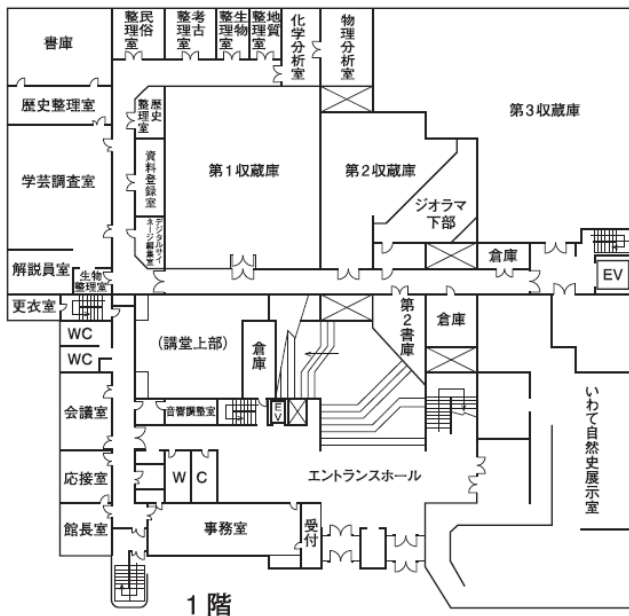 書庫
民俗
整理室
考古
整理室
生物
整理室
地質
整理室
化学分析室
物理分析室
歴史整理室
歴史
整理室
学芸調査室
資料登録室
第1収蔵庫
第2収蔵庫
第3収蔵庫
ジオラマ
下部
デジタルサイ
ネージ編集室
解説員室
生物
整理室
倉庫
EV
更衣室
WC
WC
(講堂上部)
倉庫
第2書庫
倉庫
会議室
音響調整室
EV
いわて自然史展示室
応接室
W
C
エントランスホール
館長室
事務室
受付
1階